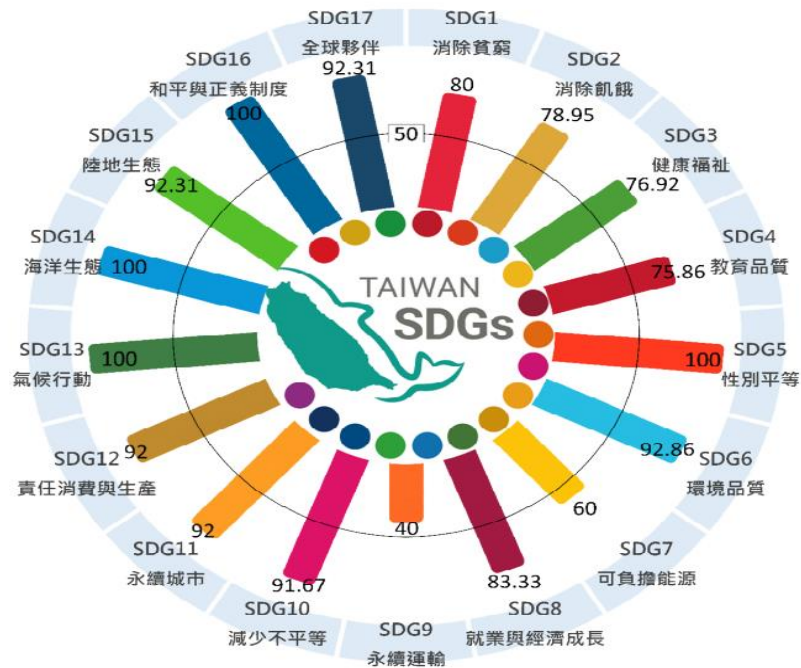 SDG17
全球夥伴
92.31
SDG1
消除貧窮
80
SDG2
消除飢餓
78.95
SDG3
健康福祉
76.92
SDG4
教育品質
75.86
SDG5
性別平等
100
SDG6
環境品質
92.86
SDG7
可負擔能源
60
SDG8
就業與經濟成長
83.33
SDG9
永續運輸
40
SDG10
減少不平等
91.67
SDG11
永續城市
92
SDG12
責任消費與生產
92
SDG13
氣候行動
100
SDG14
海洋生態
100
SDG15
陸地生態
92.31
SDG16
和平與正義制度
100
50
TAIWAN
SDGs